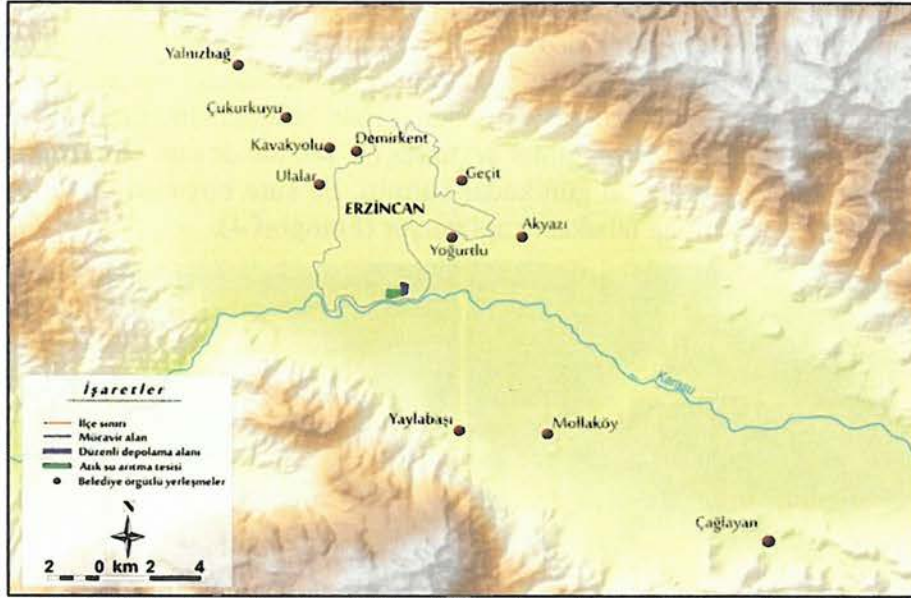 Yalnızbağ
Çukurkuyu
Kavakyolu
Demirkent
Ulalar
Geçit
ERZİNCAN
Akyazı
Yoğurtlu
Karasu
Yaylabaşı
Mollaköy
Çağlayan
İşaretler
İlçe sınırı
Mücavir alan
Düzenli depolama alanı
Atık su arıtma tesisi
Belediye örgütlü yerleşmeler
N
2 0 km 2 4